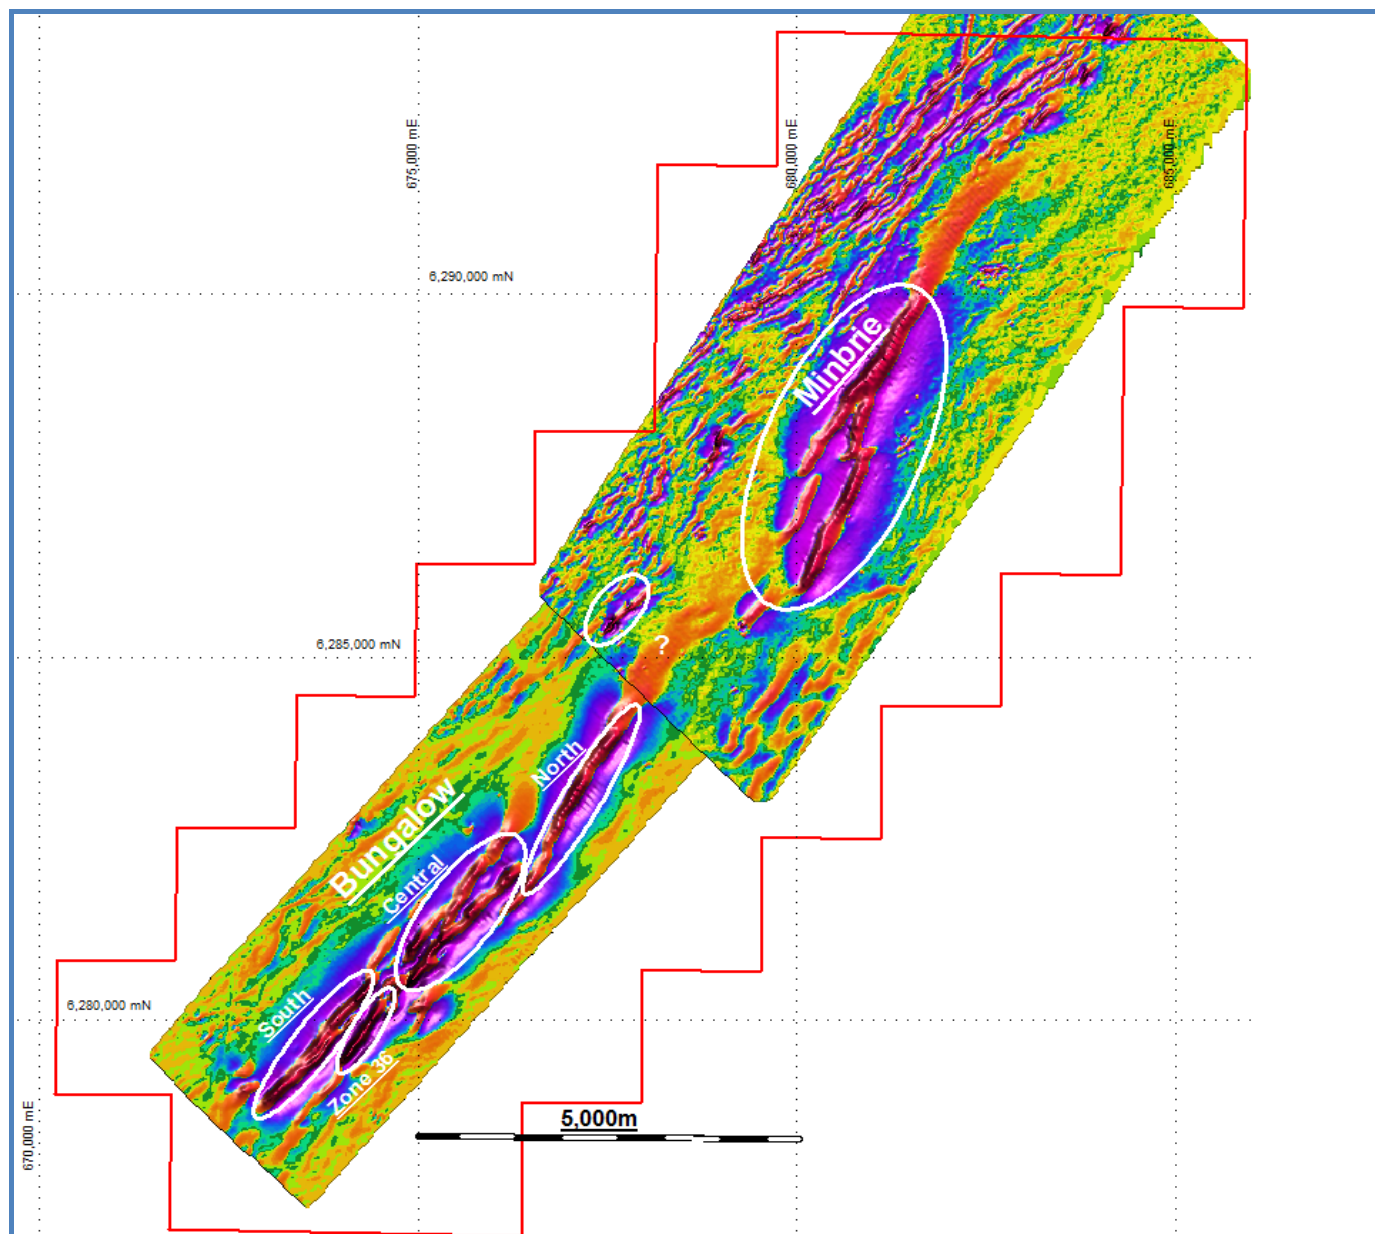 675,000 mE
680,000 mE
685,000 mE
6,290,000 mN
Minbrie
6,285,000 mN
?
North
Bungalow
Central
South
6,280,000 mN
Zone 36
670,000 mE
5,000m